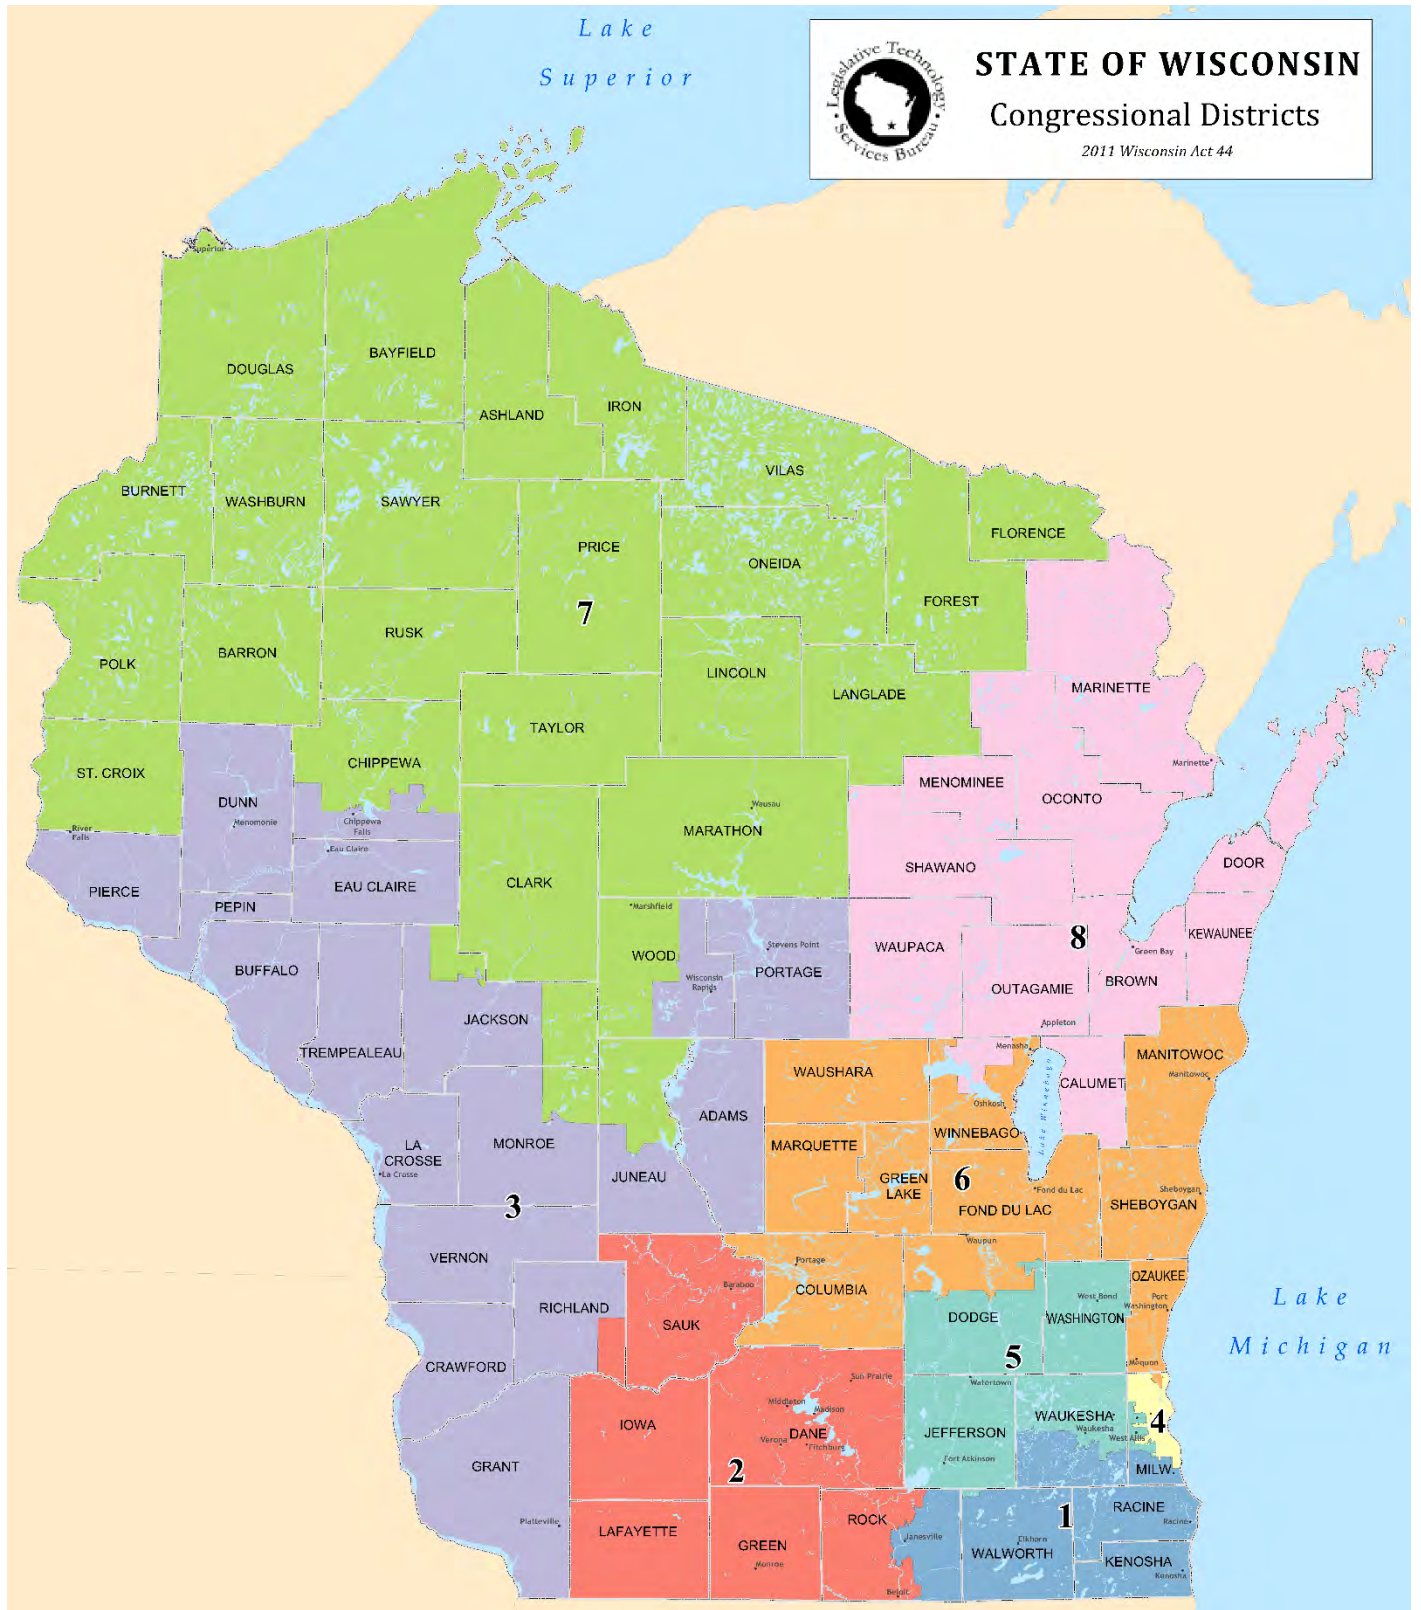 Lake
Superior
Legislative Technology
Services Bureau
STATE OF WISCONSIN
Congressional Districts
2011 Wisconsin Act 44
Superior
BAYFIELD
DOUGLAS
IRON
ASHLAND
VILAS
BURNETT
WASHBURN
SAWYER
FLORENCE
PRICE
ONEIDA
FOREST
7
RUSK
BARRON
POLK
LINCOLN
LANGLADE
MARINETTE
TAYLOR
Marinette
CHIPPEWA
ST. CROIX
MENOMINEE
OCONTO
DUNN
Menomonie
Chippewa
Falls
Wausau
MARATHON
River
Falls
Eau Claire
DOOR
SHAWANO
CLARK
EAU CLAIRE
PIERCE
PEPIN
Marshfield
KEWAUNEE
8
Stevens Point
WAUPACA
Green Bay
WOOD
BUFFALO
PORTAGE
Wisconsin
Rapids
BROWN
OUTAGAMIE
JACKSON
Appleton
TREMPEALEAU
Menasha
MANITOWOC
WAUSHARA
Manitowoc
CALUMET
Lake Winnebago
Oshkosh
ADAMS
WINNEBAGO
MONROE
LA
CROSSE
La Crosse
MARQUETTE
JUNEAU
GREEN
LAKE
6
Fond du Lac
Sheboygan
SHEBOYGAN
3
FOND DU LAC
Waupun
VERNON
Portage
OZAUKEE
COLUMBIA
Baraboo
West Bend
Port
Washington
Lake
Michigan
RICHLAND
SAUK
DODGE
WASHINGTON
5
Mequon
CRAWFORD
Sun Prairie
Watertown
Middleton
Madison
IOWA
WAUKESHA
4
DANE
Verona
Fitchburg
JEFFERSON
Waukesha
West Allis
Fort Atkinson
GRANT
2
MILW.
RACINE
1
Racine
Platteville
LAFAYETTE
ROCK
Janesville
GREEN
Elkhorn
WALWORTH
KENOSHA
Monroe
Kenosha
Beloit